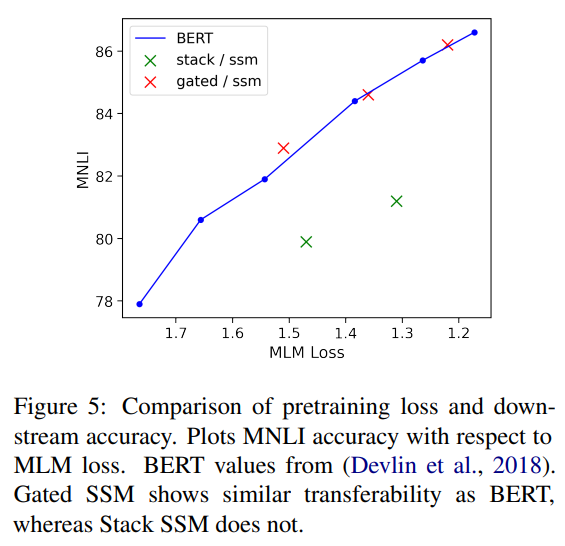 BERT
stack / ssm
gated / ssm
86
84
82
80
78
MNLI
1.7 1.6 1.5 1.4 1.3 1.2
MLM Loss
Figure 5: Comparison of pretraining loss and down-
stream accuracy. Plots MNLI accuracy with respect to
MLM loss. BERT values from (Devlin et al., 2018).
Gated SSM shows similar transferability as BERT,
whereas Stack SSM does not.